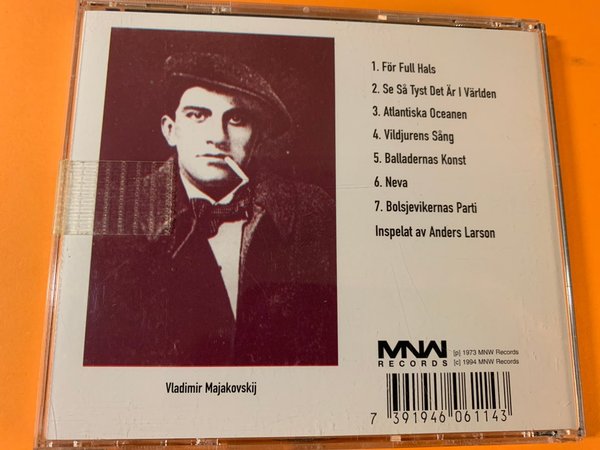 1. För Full Hals
2. Se Så Tyst Det Är I Världen
3. Atlantiska Oceanen
4. Vildjurens Sång
5. Balladernas Konst
6. Neva
7. Bolsjevikernas Parti
Inspelat av Anders Larson
MNW
RECORDS
[p] 1973 MNW Records
[c] 1994 MNW Records
Vladimir Majakovskij
7 391946 061143